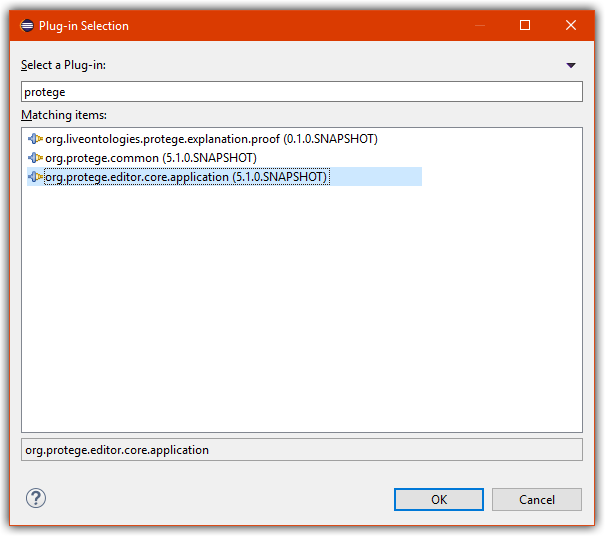 Plug-in Selection
Select a Plug-in:
protege
Matching items:
org.liveontologies.protege.explanation.proof (0.1.0.SNAPSHOT)
org.protege.common (5.1.0.SNAPSHOT)
org.protege.editor.core.application (5.1.0.SNAPSHOT)
org.protege.editor.core.application
?
OK Cancel